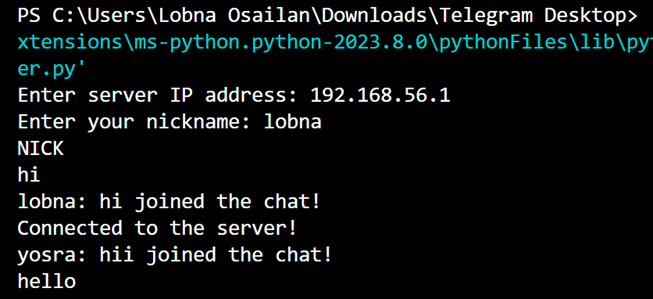 PS C:\Users\Lobna Osailan\Downloads\Telegram Desktop>
xtensions\ms-python.python-2023.8.0\pythonFiles\lib\py
er.py'
Enter server IP address: 192.168.56.1
Enter your nickname: lobna
NICK
hi
lobna: hi joined the chat!
Connected to the server!
yosra: hii joined the chat!
hello